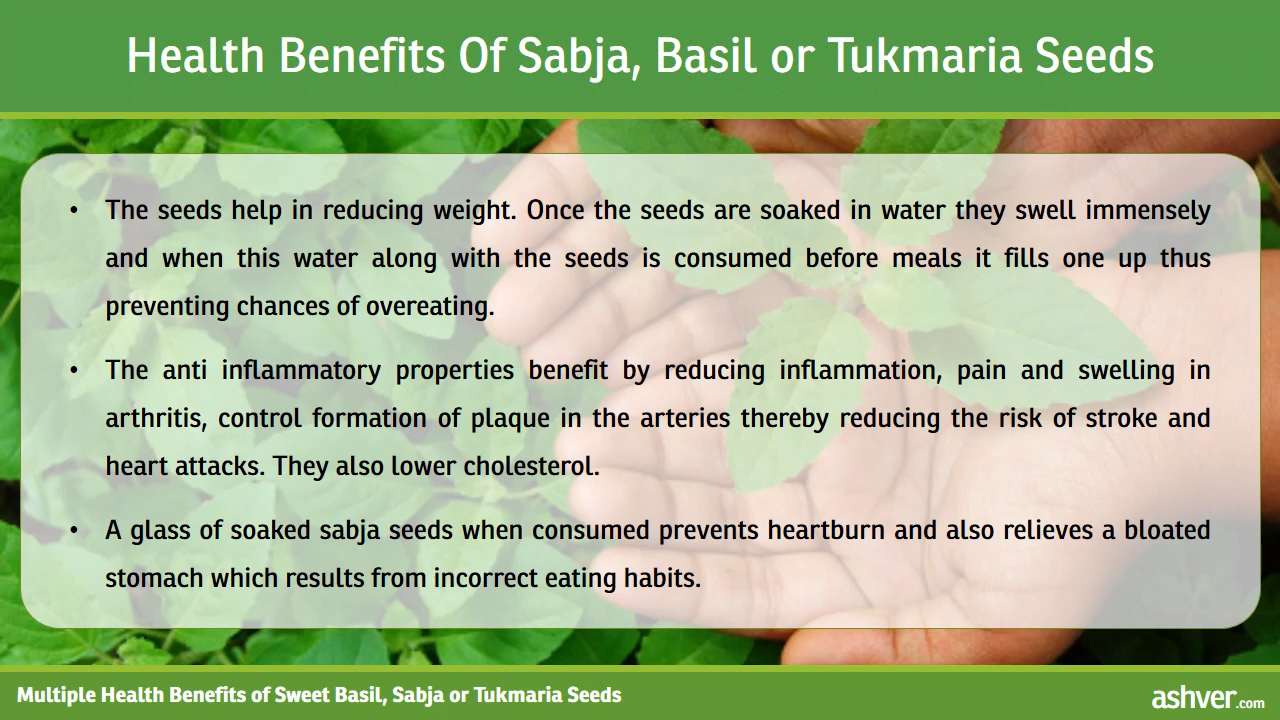 Health Benefits Of Sabja, Basil or Tukmaria Seeds
• The seeds help in reducing weight. Once the seeds are soaked in water they swell immensely
and when this water along with the seeds is consumed before meals it fills one up thus
preventing chances of overeating.
• The anti inflammatory properties benefit by reducing inflammation, pain and swelling in
arthritis, control formation of plaque in the arteries thereby reducing the risk of stroke and
heart attacks. They also lower cholesterol.
• A glass of soaked sabja seeds when consumed prevents heartburn and also relieves a bloated
stomach which results from incorrect eating habits.
Multiple Health Benefits of Sweet Basil, Sabja or Tukmaria Seeds
ashver.com